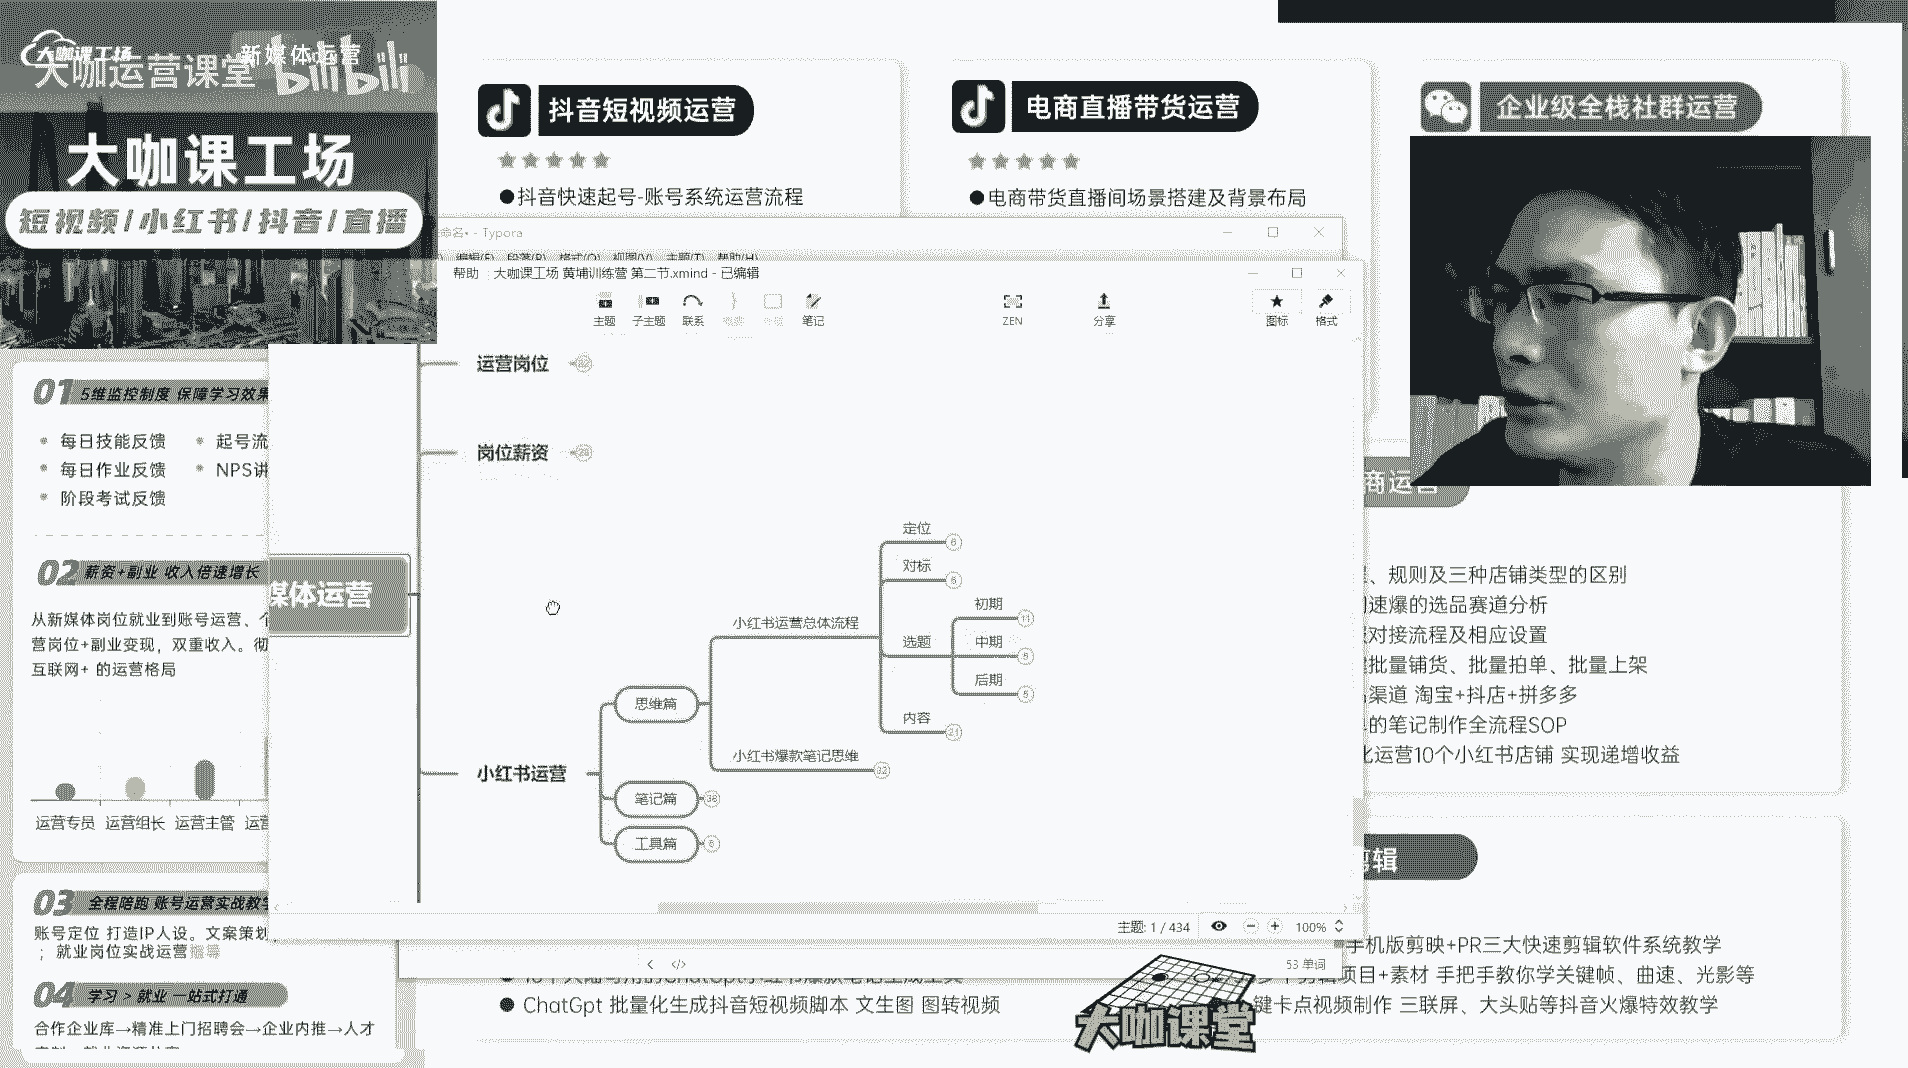 大咖课工场
新媒体运营
大咖运营课堂
bilibili
大咖课工场
短视频/小红书/抖音/直播
抖音短视频运营
●抖音快速起号-账号系统运营流程
电商直播带货运营
●电商带货直播间场景搭建及背景布局
企业级全栈社群运营
命名• - Typora
编辑(E) 段落(P) 格式(O) 视图(V) 主题(T) 帮助(H)
帮助 大咖课工场 黄埔训练营 第二节.xmind - 已编辑
主题
子主题
联系
笔记
ZEN
分享
图标
格式
运营岗位
岗位薪资
媒体运营
小红书运营
思维篇
笔记篇
38
工具篇
6
小红书运营总体流程
小红书爆款笔记思维
32
定位
6
对标
6
选题
初期
11
中期
5
后期
5
内容
21
主题: 1 / 434
100%
</>
53 单词
01 5维监控制度 保障学习效果
每日技能反馈
起号流
每日作业反馈
NPS讲
阶段考试反馈
02 薪资+副业 收入倍速增长
从新媒体岗位就业到账号运营、个
营岗位+副业变现，双重收入。彻
互联网+ 的运营格局
运营专员 运营组长 运营主管 运营
03 全程陪跑 账号运营实战教学
账号定位 打造IP人设。文案策划
；就业岗位实战运营指导
04 学习 > 就业 一站式打通
合作企业库→精准上门招聘会→企业内推→人才
商运营
、规则及三种店铺类型的区别
速爆的选品赛道分析
对接流程及相应设置
批量铺货、批量拍单、批量上架
渠道 淘宝+抖店+拼多多
的笔记制作全流程SOP
化运营10个小红书店铺 实现递增收益
剪辑
手机版剪映+PR三大快速剪辑软件系统教学
项目+素材 手把手教你学关键帧、曲速、光影等
键卡点视频制作 三联屏、大头贴等抖音火爆特效教学
● ChatGpt 批量化生成抖音短视频脚本 文生图 图转视频
大咖课堂